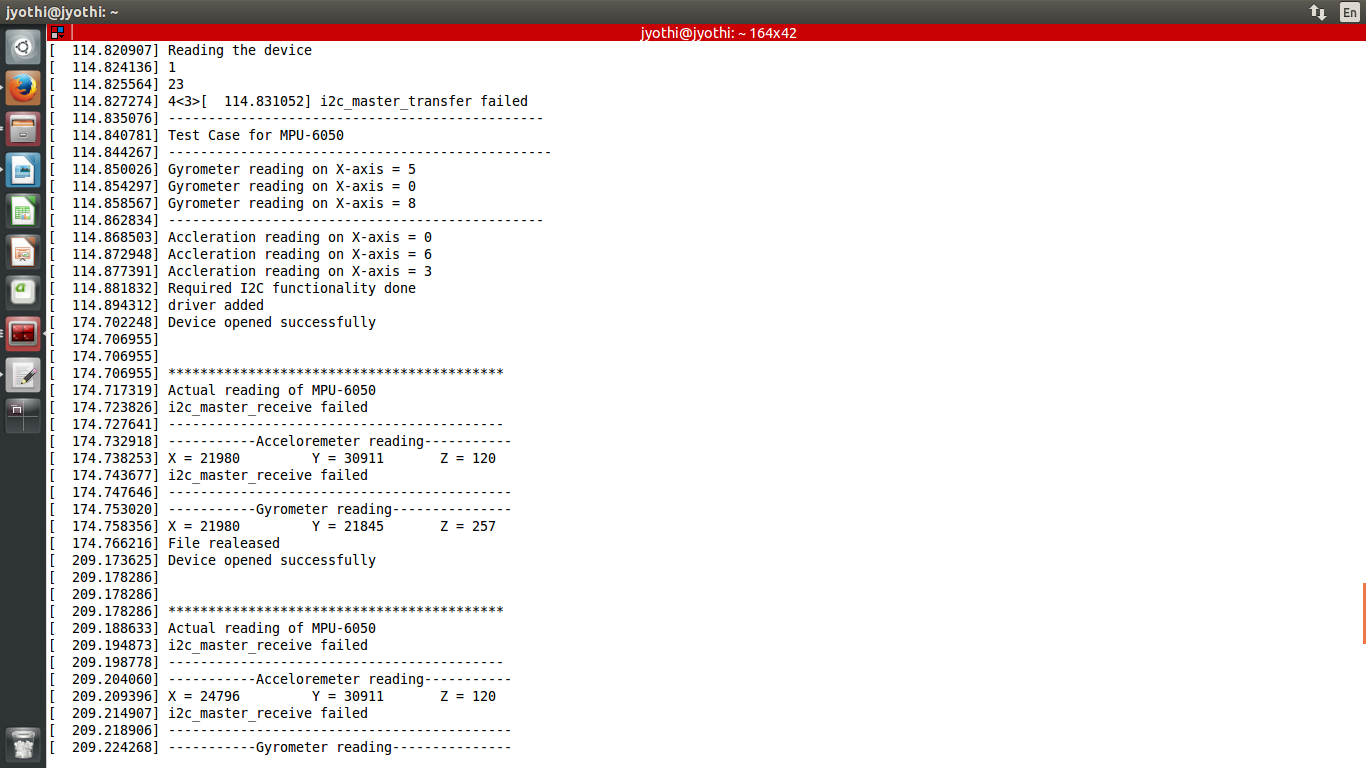 jyothi@jyothi: ~
En
jyothi@jyothi: ~ 164x42
[  114.820907] Reading the device
[  114.824136] 1
[  114.825564] 23
[  114.827274] 4<3>[  114.831052] i2c_master_transfer failed
[  114.835076] -----------------------------------------------
[  114.840781] Test Case for MPU-6050
[  114.844267] ------------------------------------------------
[  114.850026] Gyrometer reading on X-axis = 5
[  114.854297] Gyrometer reading on X-axis = 0
[  114.858567] Gyrometer reading on X-axis = 8
[  114.862834] -----------------------------------------------
[  114.868503] Accleration reading on X-axis = 0
[  114.872948] Accleration reading on X-axis = 6
[  114.877391] Accleration reading on X-axis = 3
[  114.881832] Required I2C functionality done
[  114.894312] driver added
[  174.702248] Device opened successfully
[  174.706955]
[  174.706955]
[  174.706955] ******************************************
[  174.717319] Actual reading of MPU-6050
[  174.723826] i2c_master_receive failed
[  174.727641] ------------------------------------------
[  174.732918] -----------Acceloremeter reading-----------
[  174.738253] X = 21980         Y = 30911       Z = 120
[  174.743677] i2c_master_receive failed
[  174.747646] -------------------------------------------
[  174.753020] -----------Gyrometer reading---------------
[  174.758356] X = 21980         Y = 21845       Z = 257
[  174.766216] File realeased
[  209.173625] Device opened successfully
[  209.178286]
[  209.178286]
[  209.178286] ******************************************
[  209.188633] Actual reading of MPU-6050
[  209.194873] i2c_master_receive failed
[  209.198778] ------------------------------------------
[  209.204060] -----------Acceloremeter reading-----------
[  209.209396] X = 24796         Y = 30911       Z = 120
[  209.214907] i2c_master_receive failed
[  209.218906] -------------------------------------------
[  209.224268] -----------Gyrometer reading---------------